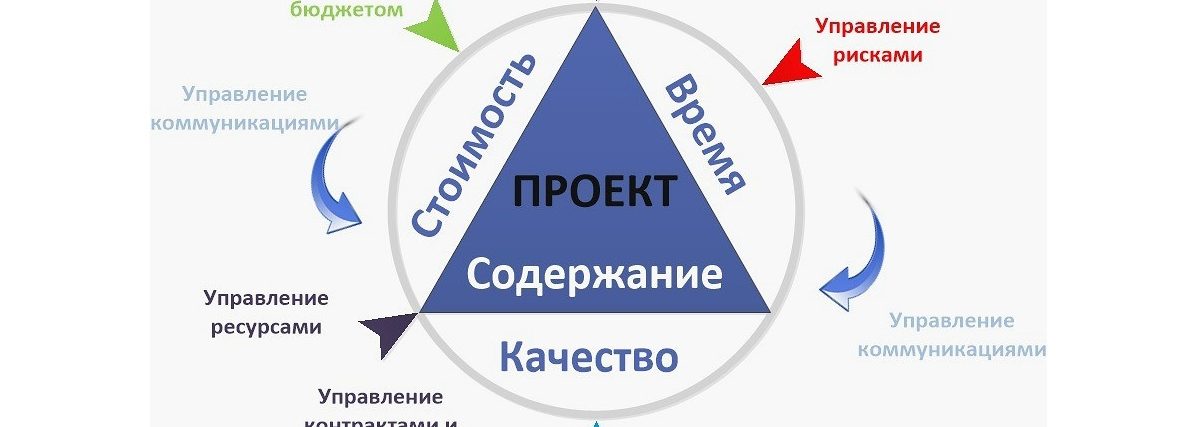 бюджетом
Управление
рисками
Управление
коммуникациями
Стоимость
Время
ПРОЕКТ
Содержание
Управление
ресурсами
Управление
коммуникациями
Качество
Управление
контрактами и